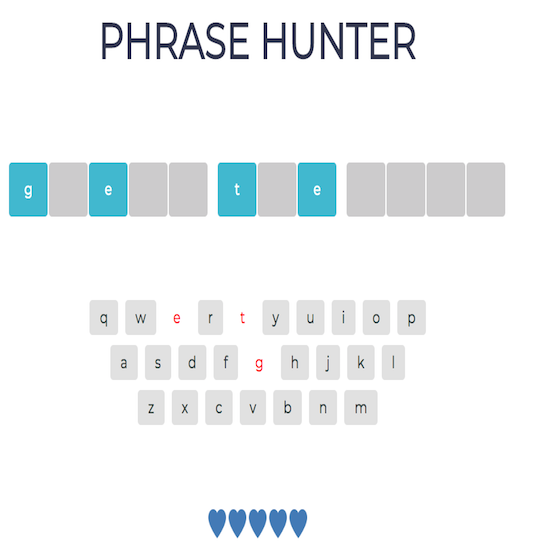 PHRASE HUNTER
g e t e
q w e r t y u i o p
a s d f g h j k l
z x c v b n m